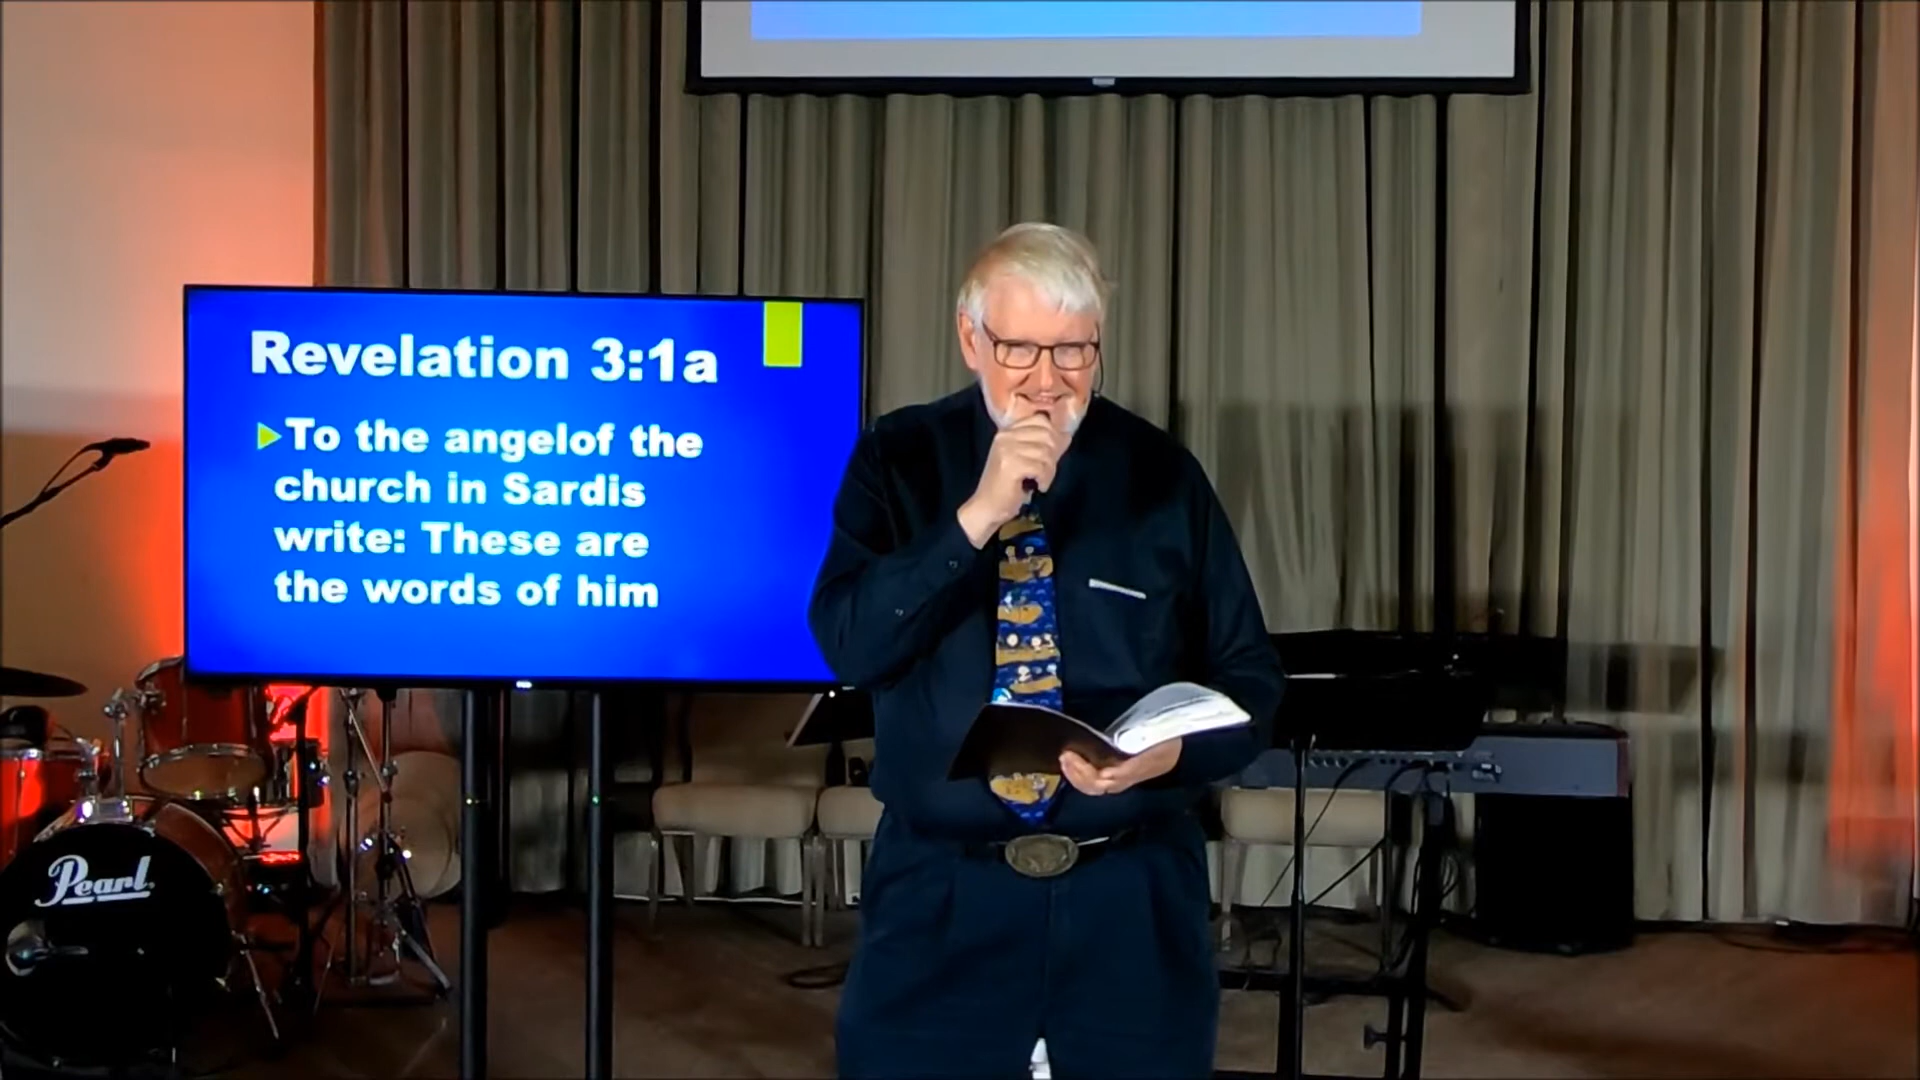 Revelation 3:1a
To the angelof the
church in Sardis
write: These are
the words of him
Pearl